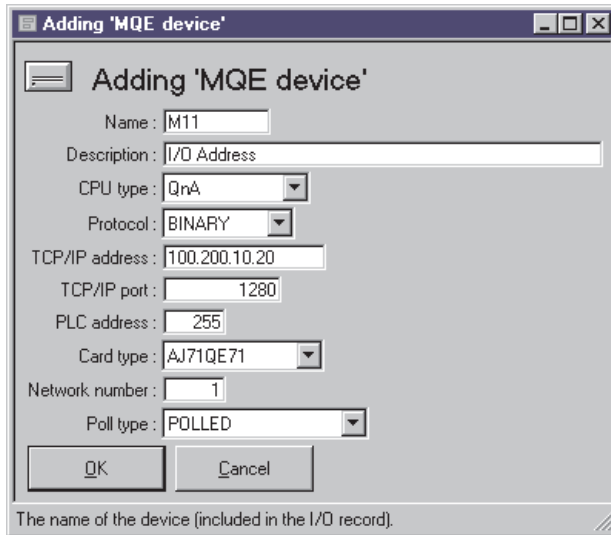 Adding 'MQE device'
Adding 'MQE device'
Name : M11
Description : I/O Address
CPU type : QnA
Protocol : BINARY
TCP/IP address : 100.200.10.20
TCP/IP port : 1280
PLC address : 255
Card type : AJ71QE71
Network number : 1
Poll type : POLLED
OK Cancel
The name of the device (included in the I/O record).